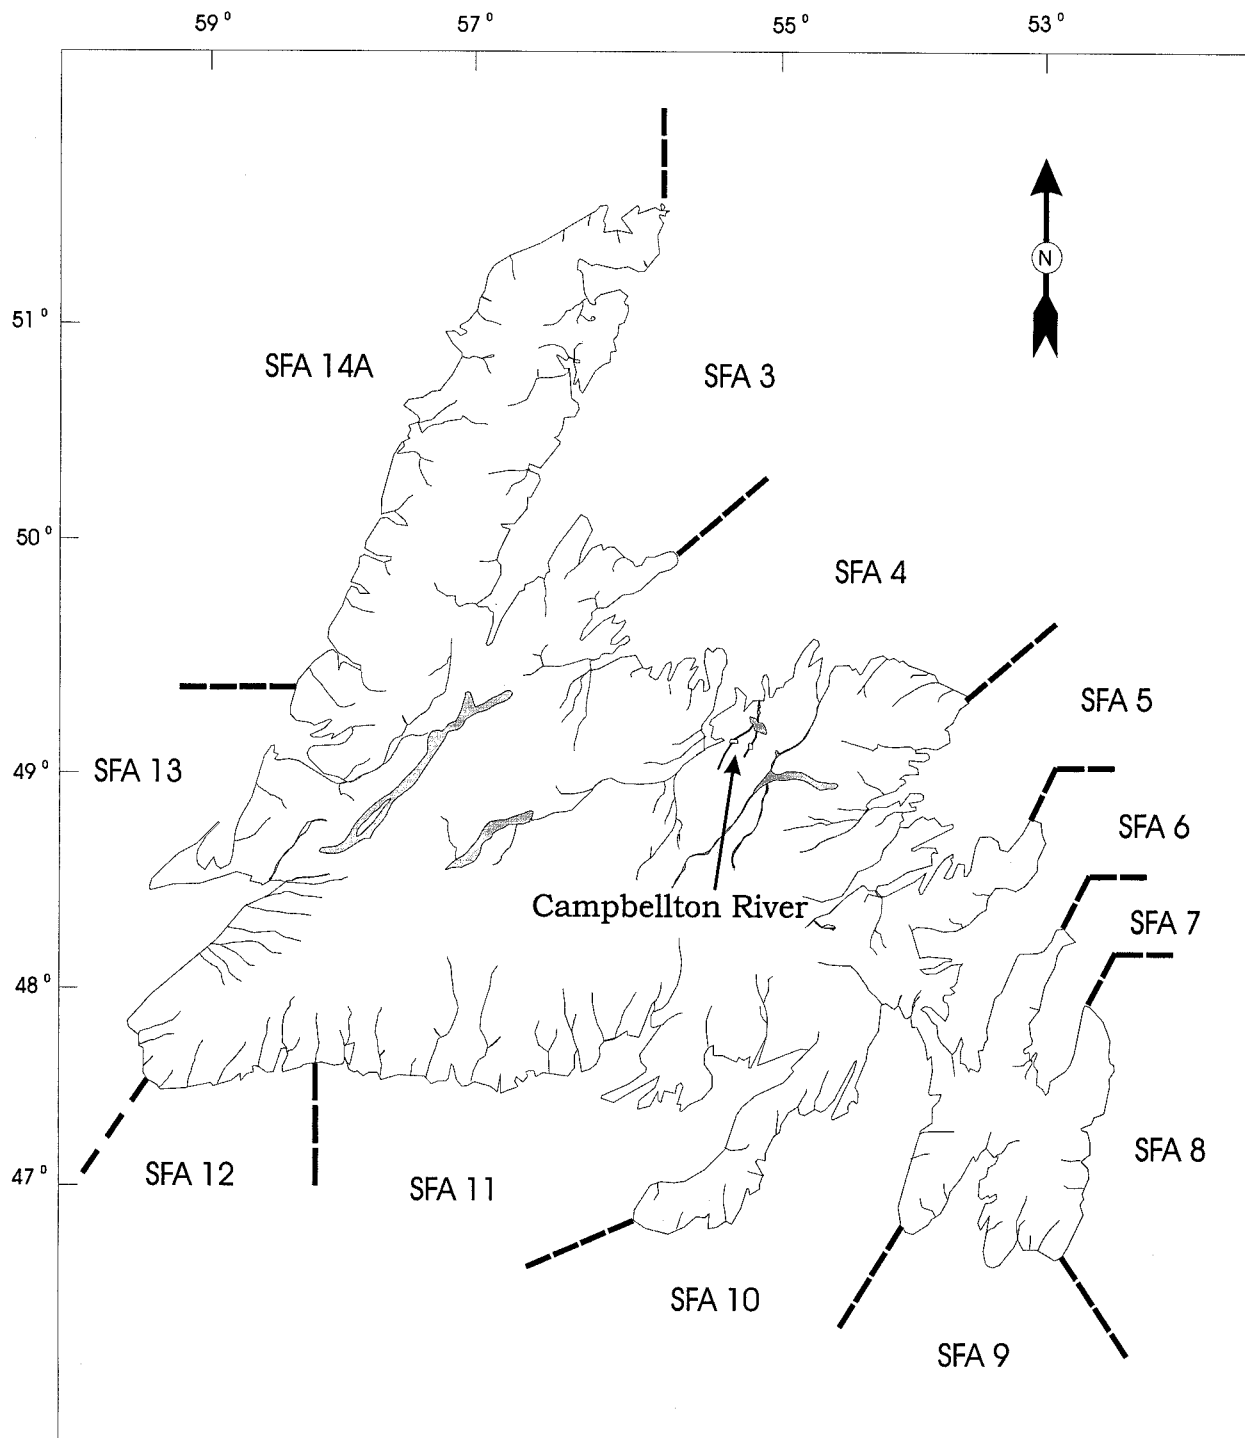 59° 57° 55° 53°
N
51°
SFA 14A
SFA 3
50°
SFA 4
SFA 5
49°
SFA 13
SFA 6
Campbellton River
SFA 7
48°
SFA 8
47°
SFA 12
SFA 11
SFA 10
SFA 9